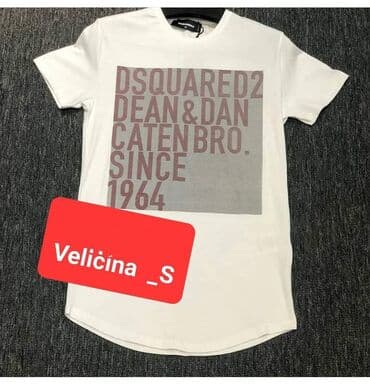 DSQUARED2
DEAN & DAN
CATEN BRO.
SINCE
1964
Veličina _S